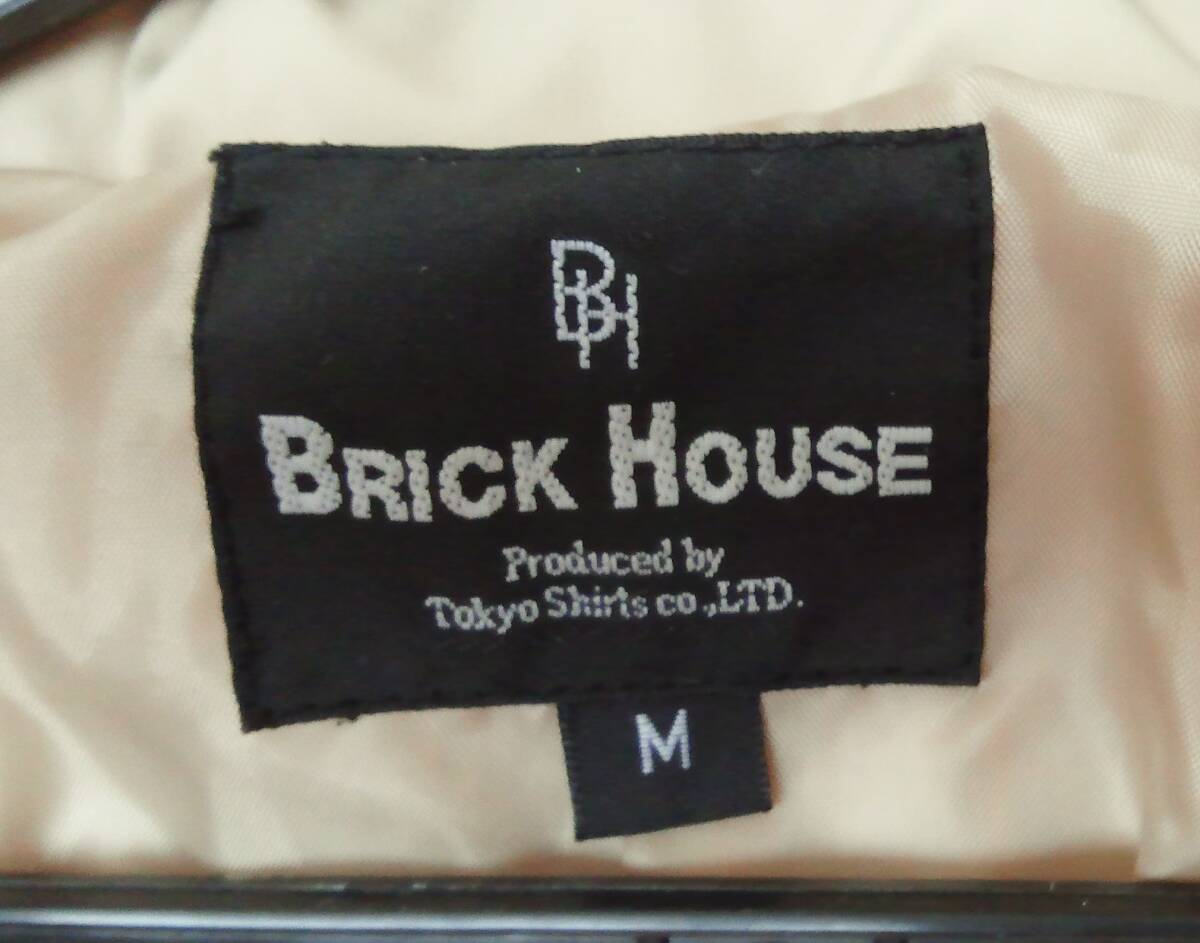 BH
BRiCK HOUSE
Produced by
Tokyo Shirts co.,LTD.
M